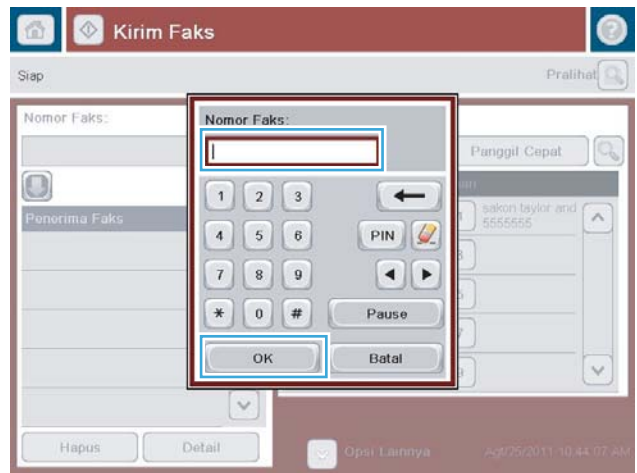 Kirim Faks
Siap
Pralihat
Nomor Faks:
Penerima Faks
Hapus
Detail
Nomor Faks:
1 2 3
4 5 6 PIN
7 8 9
* 0 # Pause
OK Batal
Panggil Cepat
sakon taylor and
5555555
Opsi Lainnya
Agt/25/2011 10:44:07 AM